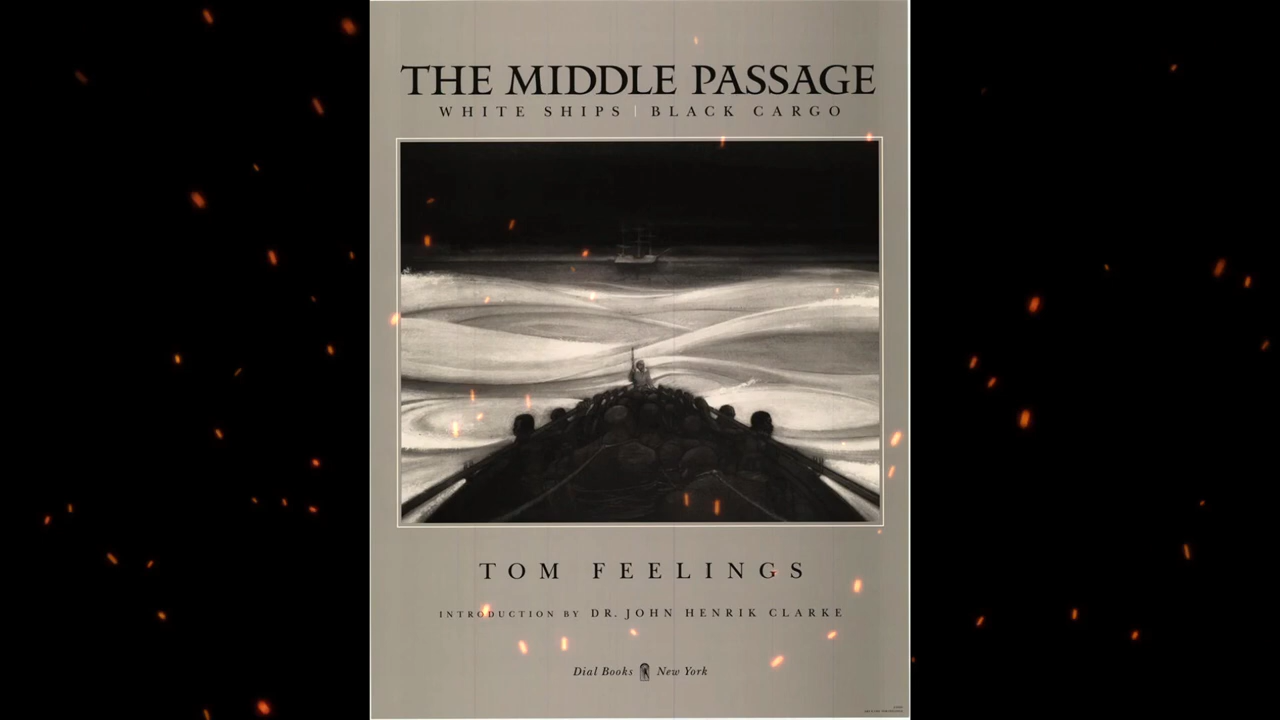 THE MIDDLE PASSAGE
WHITE SHIPS | BLACK CARGO
TOM FEELINGS
INTRODUCTION BY DR. JOHN HENRIK CLARKE
Dial Books New York